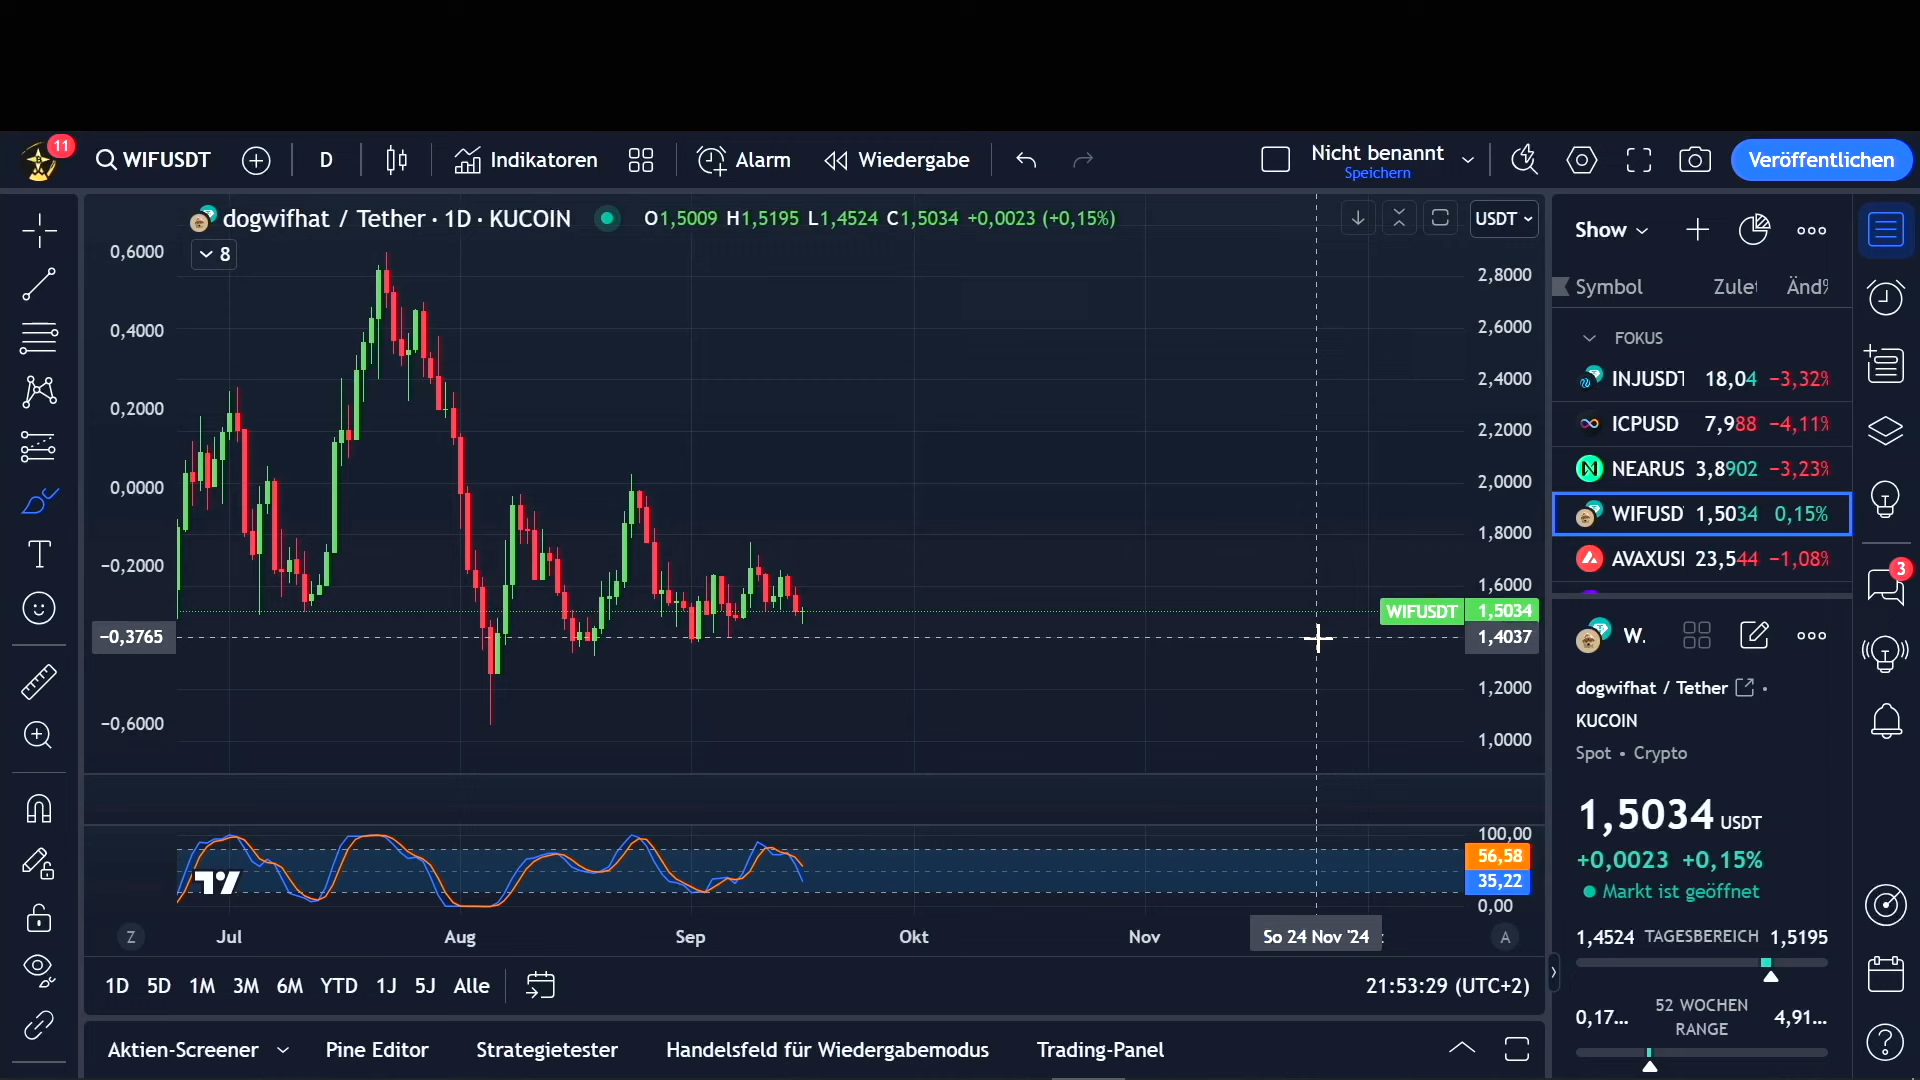 11
WIFUSDT
D
Indikatoren
Alarm
Wiedergabe
Nicht benannt
Speichern
Veröffentlichen
dogwifhat / Tether · 1D · KUCOIN
O1,5009 H1,5195 L1,4524 C1,5034 +0,0023 (+0,15%)
USDT
8
0,6000
0,4000
0,2000
0,0000
−0,2000
−0,3765
−0,6000
2,8000
2,6000
2,4000
2,2000
2,0000
1,8000
1,6000
WIFUSDT 1,5034
1,4037
1,2000
1,0000
100,00
56,58
35,22
0,00
Z
Jul
Aug
Sep
Okt
Nov
So 24 Nov '24
A
1D 5D 1M 3M 6M YTD 1J 5J Alle
21:53:29 (UTC+2)
Aktien-Screener
Pine Editor
Strategietester
Handelsfeld für Wiedergabemodus
Trading-Panel
Show
Symbol Zulet Änd%
FOKUS
INJUSDT 18,04 −3,32%
ICPUSD 7,988 −4,11%
NEARUS 3,8902 −3,23%
WIFUSD 1,5034 0,15%
AVAXUSI 23,544 −1,08%
3
W.
dogwifhat / Tether
KUCOIN
Spot • Crypto
1,5034 USDT
+0,0023 +0,15%
Markt ist geöffnet
1,4524 TAGESBEREICH 1,5195
0,17... 52 WOCHEN RANGE 4,91...